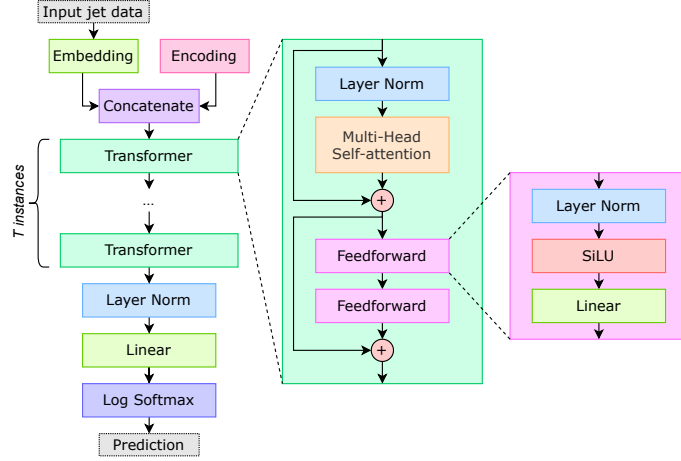 Input jet data
Embedding
Encoding
Concatenate
T instances
Transformer
...
Transformer
Layer Norm
Linear
Log Softmax
Prediction
Layer Norm
Multi-Head
Self-attention
+
Feedforward
Feedforward
+
Layer Norm
SiLU
Linear